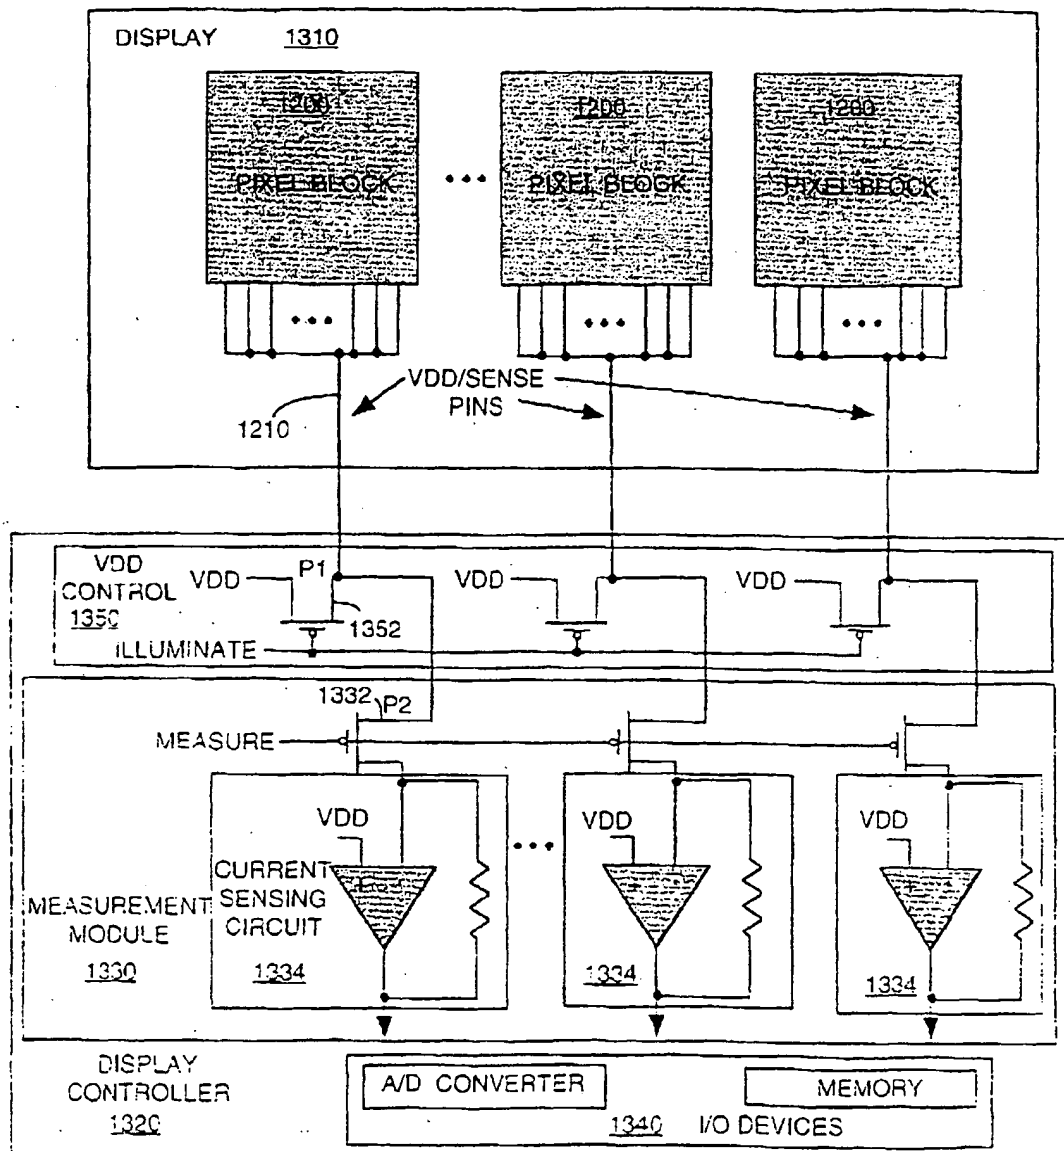 DISPLAY 1310
1200 1200 1200
PIXEL BLOCK PIXEL BLOCK PIXEL BLOCK
VDD/SENSE
PINS
1210
VDD
CONTROL
1350
VDD P1 VDD VDD
1352
ILLUMINATE
1332 P2
MEASURE
VDD VDD VDD
CURRENT
SENSING
CIRCUIT
1334 1334 1334
MEASUREMENT
MODULE
1330
DISPLAY
CONTROLLER
1320
A/D CONVERTER MEMORY
1340 I/O DEVICES